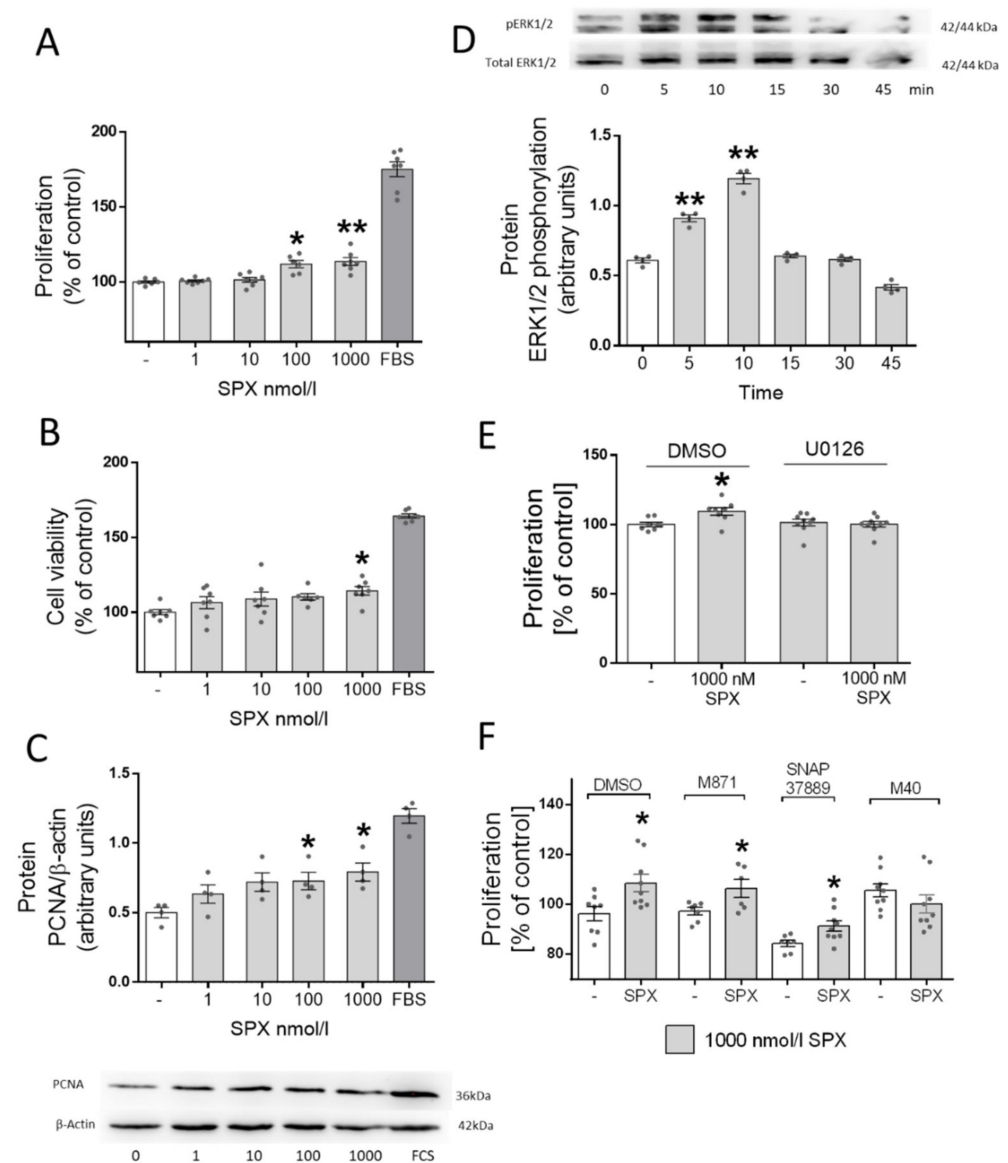 A
Proliferation
(% of control)
200
150
100
*
**
- 1 10 100 1000 FBS
SPX nmol/l
B
Cell viability
(% of control)
200
150
100
*
- 1 10 100 1000 FBS
SPX nmol/l
C
Protein
PCNA/β-actin
(arbitrary units)
1.5
1.0
0.5
0.0
*
*
- 1 10 100 1000 FBS
SPX nmol/l
PCNA 36kDa
β-Actin 42kDa
0 1 10 100 1000 FCS
D
pERK1/2 42/44 kDa
Total ERK1/2 42/44 kDa
0 5 10 15 30 45 min
Protein
ERK1/2 phosphorylation
(arbitrary units)
1.5
1.0
0.5
0.0
**
**
0 5 10 15 30 45
Time
E
Proliferation
[% of control]
150
100
50
0
DMSO U0126
*
- 1000 nM SPX - 1000 nM SPX
F
Proliferation
[% of control]
140
120
100
80
DMSO M871 SNAP 37889 M40
*
*
*
- SPX - SPX - SPX - SPX
1000 nmol/l SPX